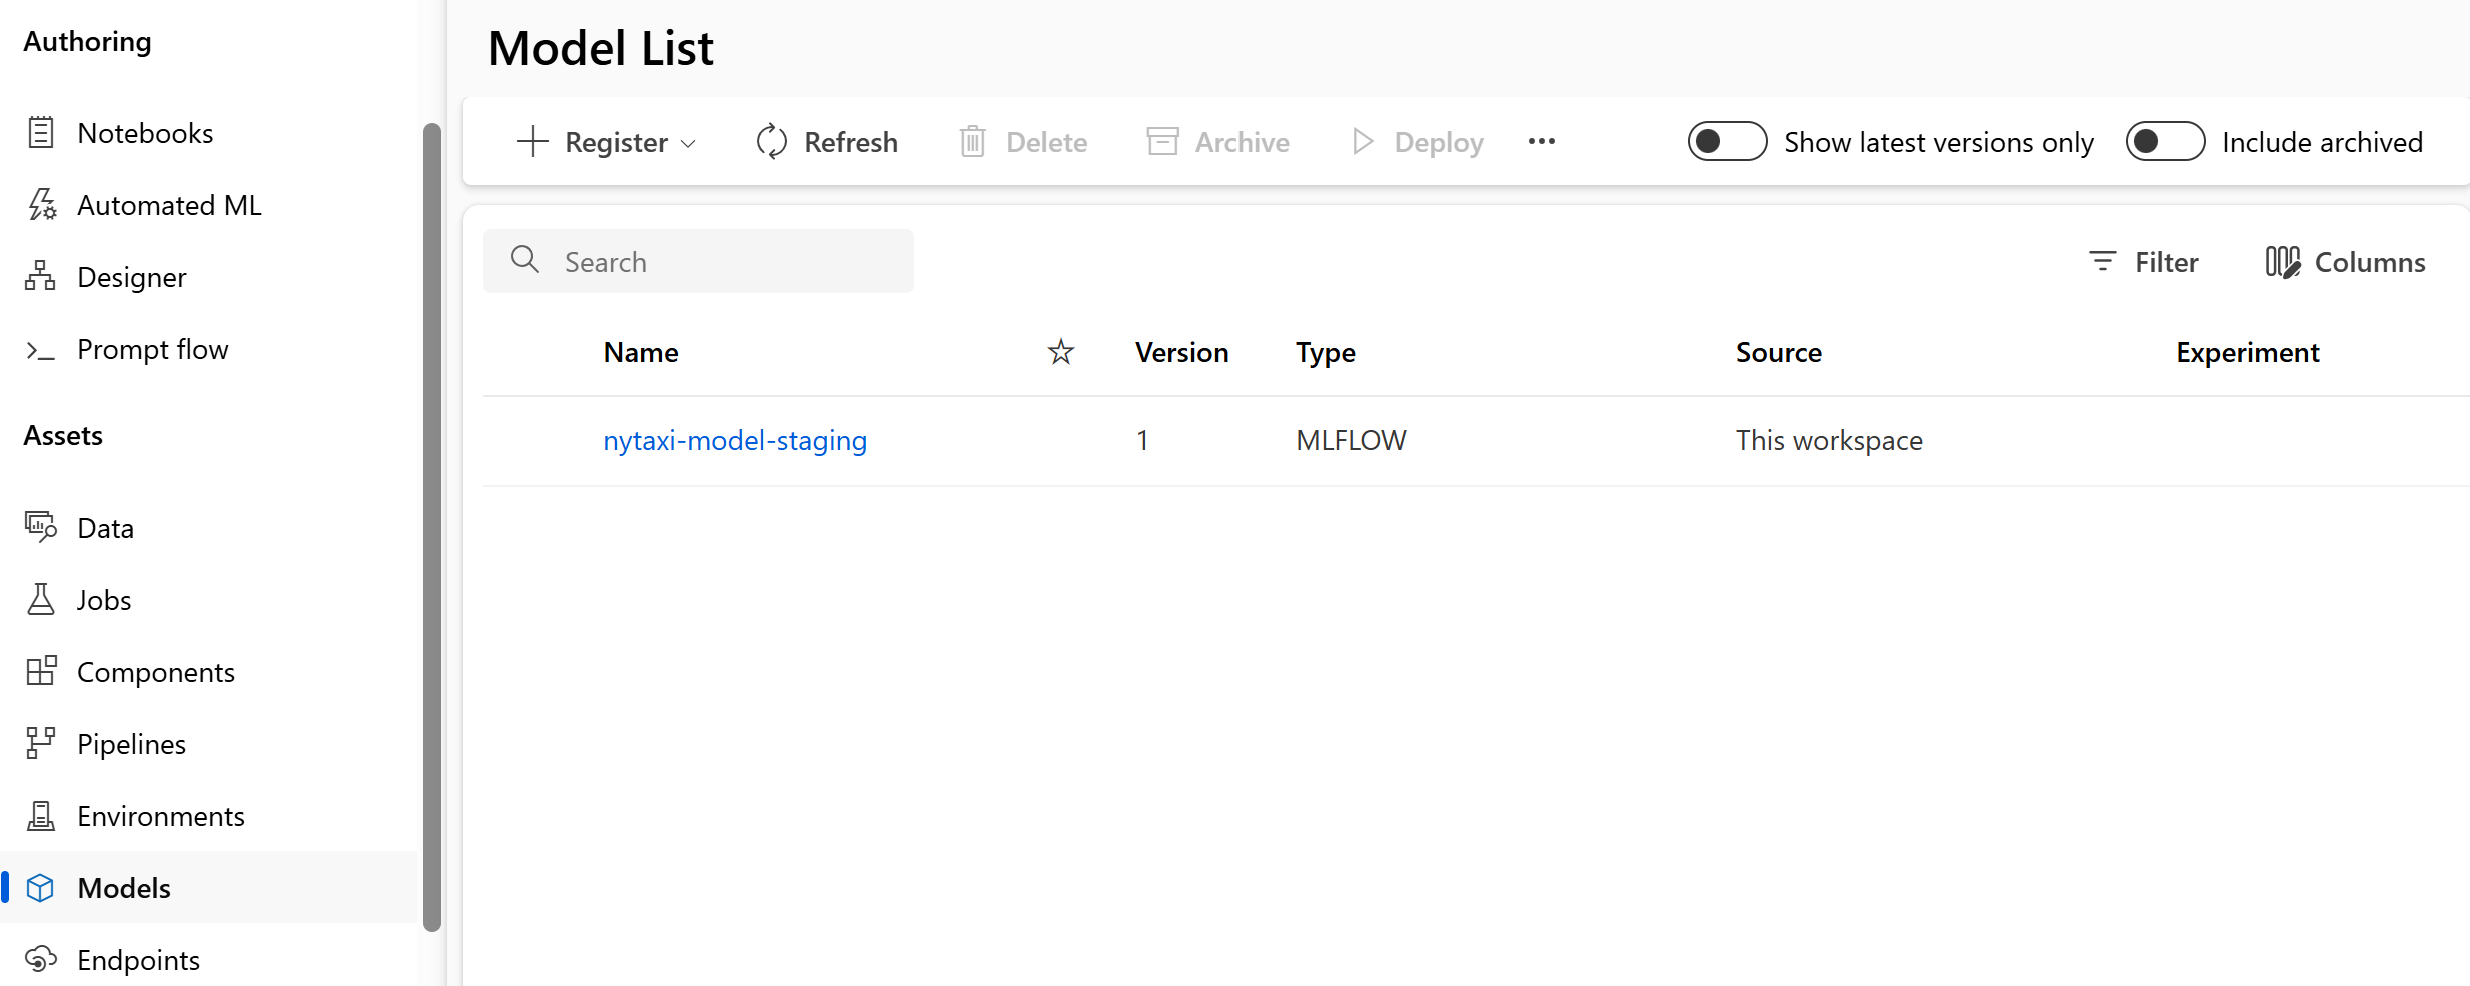 Authoring
Notebooks
Automated ML
Designer
Prompt flow
Assets
Data
Jobs
Components
Pipelines
Environments
Models
Endpoints
Model List
Register Refresh Delete Archive Deploy ••• Show latest versions only Include archived
Search Filter Columns
Name Version Type Source Experiment
nytaxi-model-staging 1 MLFLOW This workspace